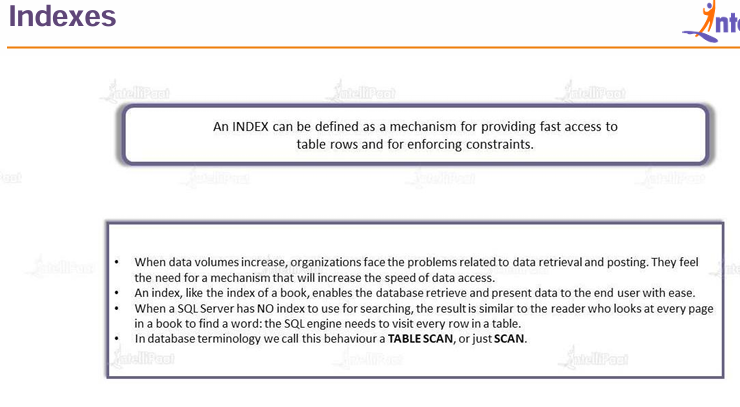 Indexes
An INDEX can be defined as a mechanism for providing fast access to
table rows and for enforcing constraints.
• When data volumes increase, organizations face the problems related to data retrieval and posting. They feel
the need for a mechanism that will increase the speed of data access.
• An index, like the index of a book, enables the database retrieve and present data to the end user with ease.
• When a SQL Server has NO index to use for searching, the result is similar to the reader who looks at every page
in a book to find a word: the SQL engine needs to visit every row in a table.
• In database terminology we call this behaviour a TABLE SCAN, or just SCAN.